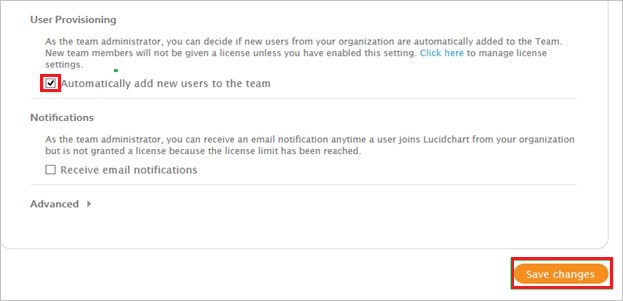 User Provisioning
As the team administrator, you can decide if new users from your organization are automatically added to the Team.
New team members will not be given a license unless you have enabled this setting. Click here to manage license
settings.
Automatically add new users to the team
Notifications
As the team administrator, you can receive an email notification anytime a user joins Lucidchart from your organization
but is not granted a license because the license limit has been reached.
Receive email notifications
Advanced
Save changes